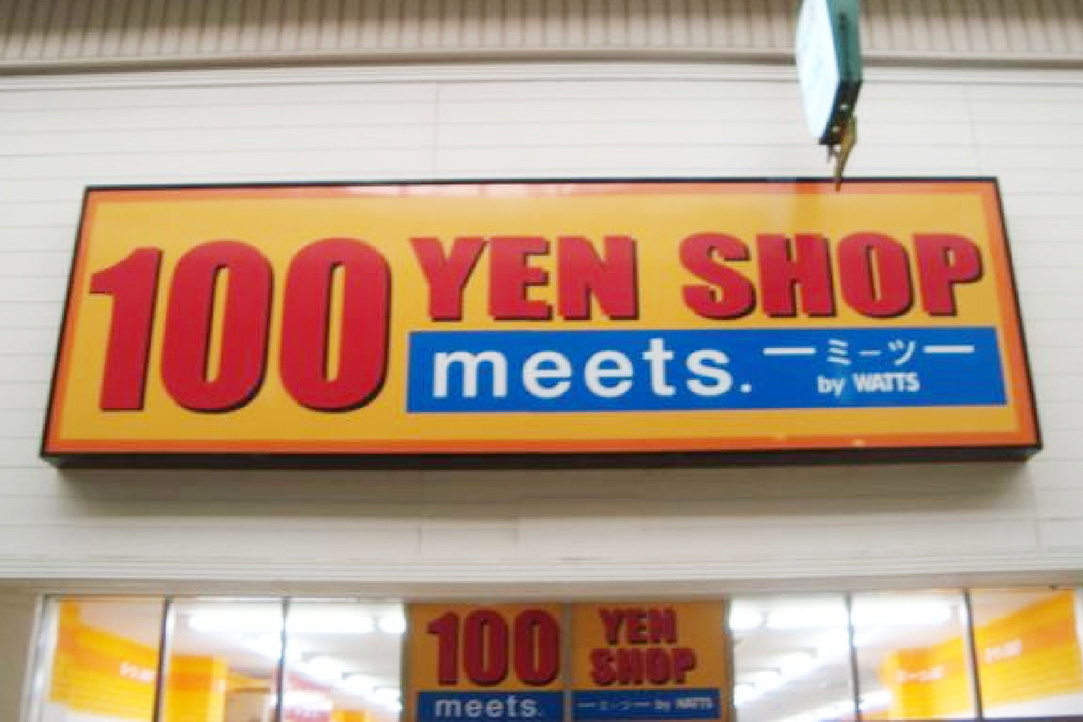 100 YEN SHOP
meets. ーミーツー
by WATTS
100 YEN
SHOP
meets. ーミーツー by WATTS